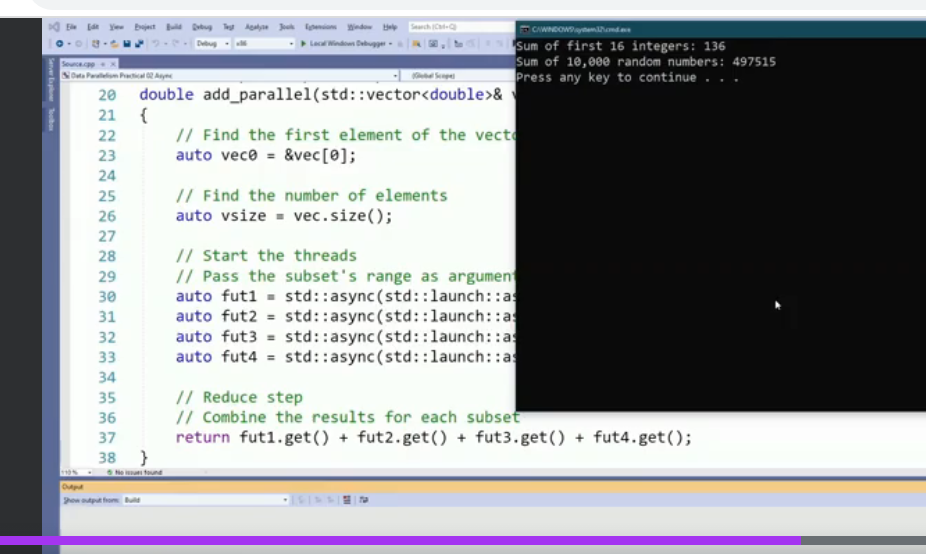 File Edit View Project Build Debug Test Analyze Tools Extensions Window Help Search (Ctrl+Q)
Debug x86 Local Windows Debugger
Source.cpp
Data Parallelism Practical 02 Async (Global Scope)
Server Explorer
Toolbox
20 double add_parallel(std::vector<double>& v
21 {
22 // Find the first element of the vecto
23 auto vec0 = &vec[0];
24
25 // Find the number of elements
26 auto vsize = vec.size();
27
28 // Start the threads
29 // Pass the subset's range as argument
30 auto fut1 = std::async(std::launch::as
31 auto fut2 = std::async(std::launch::as
32 auto fut3 = std::async(std::launch::as
33 auto fut4 = std::async(std::launch::as
34
35 // Reduce step
36 // Combine the results for each subset
37 return fut1.get() + fut2.get() + fut3.get() + fut4.get();
38 }
110 % No issues found
Output
Show output from: Build
C:\WINDOWS\system32\cmd.exe
Sum of first 16 integers: 136
Sum of 10,000 random numbers: 497515
Press any key to continue . . .